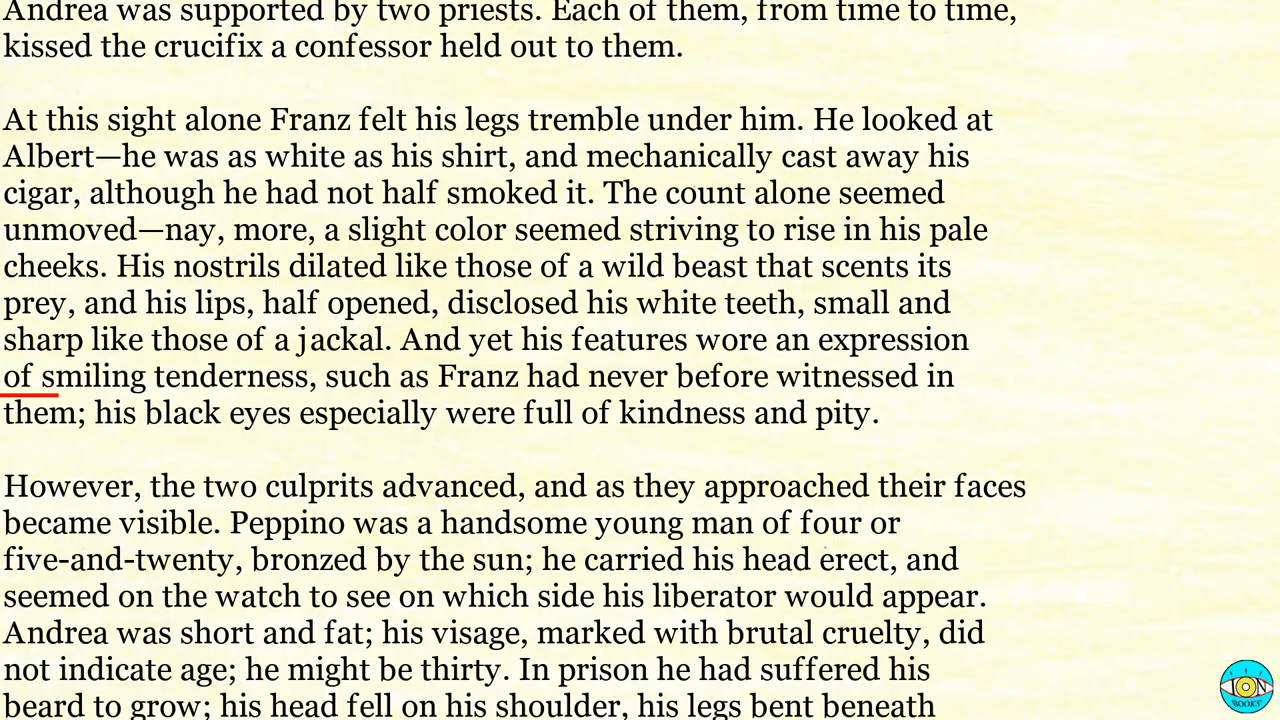 Andrea was supported by two priests. Each of them, from time to time,
kissed the crucifix a confessor held out to them.
At this sight alone Franz felt his legs tremble under him. He looked at
Albert—he was as white as his shirt, and mechanically cast away his
cigar, although he had not half smoked it. The count alone seemed
unmoved—nay, more, a slight color seemed striving to rise in his pale
cheeks. His nostrils dilated like those of a wild beast that scents its
prey, and his lips, half opened, disclosed his white teeth, small and
sharp like those of a jackal. And yet his features wore an expression
of smiling tenderness, such as Franz had never before witnessed in
them; his black eyes especially were full of kindness and pity.
However, the two culprits advanced, and as they approached their faces
became visible. Peppino was a handsome young man of four or
five-and-twenty, bronzed by the sun; he carried his head erect, and
seemed on the watch to see on which side his liberator would appear.
Andrea was short and fat; his visage, marked with brutal cruelty, did
not indicate age; he might be thirty. In prison he had suffered his
beard to grow; his head fell on his shoulder, his legs bent beneath
ION
BOOKS